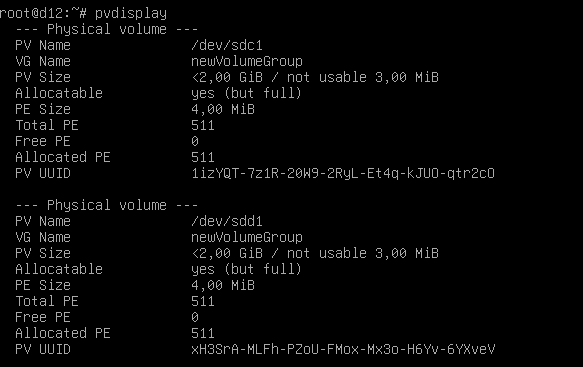 root@d12:~# pvdisplay
--- Physical volume ---
PV Name /dev/sdc1
VG Name newVolumeGroup
PV Size <2,00 GiB / not usable 3,00 MiB
Allocatable yes (but full)
PE Size 4,00 MiB
Total PE 511
Free PE 0
Allocated PE 511
PV UUID 1izYQT-7z1R-20W9-2RyL-Et4q-kJUO-qtr2cO
--- Physical volume ---
PV Name /dev/sdd1
VG Name newVolumeGroup
PV Size <2,00 GiB / not usable 3,00 MiB
Allocatable yes (but full)
PE Size 4,00 MiB
Total PE 511
Free PE 0
Allocated PE 511
PV UUID xH3SrA-MLFh-PZoU-FMox-Mx3o-H6Yv-6YXveV